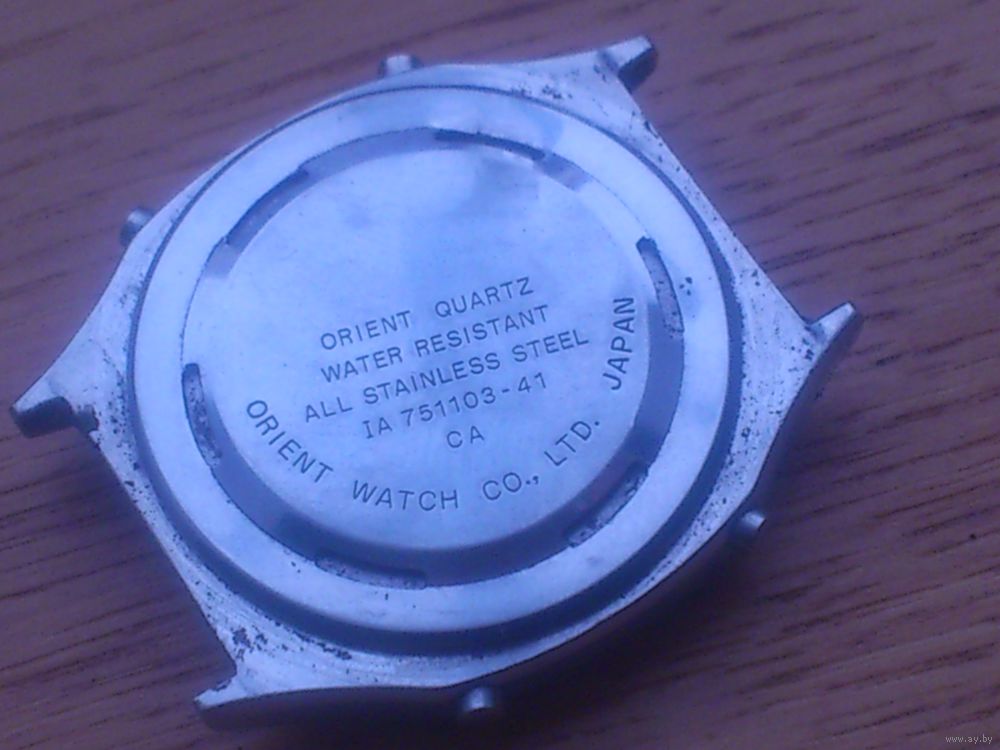 ORIENT QUARTZ
WATER RESISTANT
ALL STAINLESS STEEL
IA 751103-41
CA
ORIENT WATCH CO., LTD. JAPAN
www.ay.by